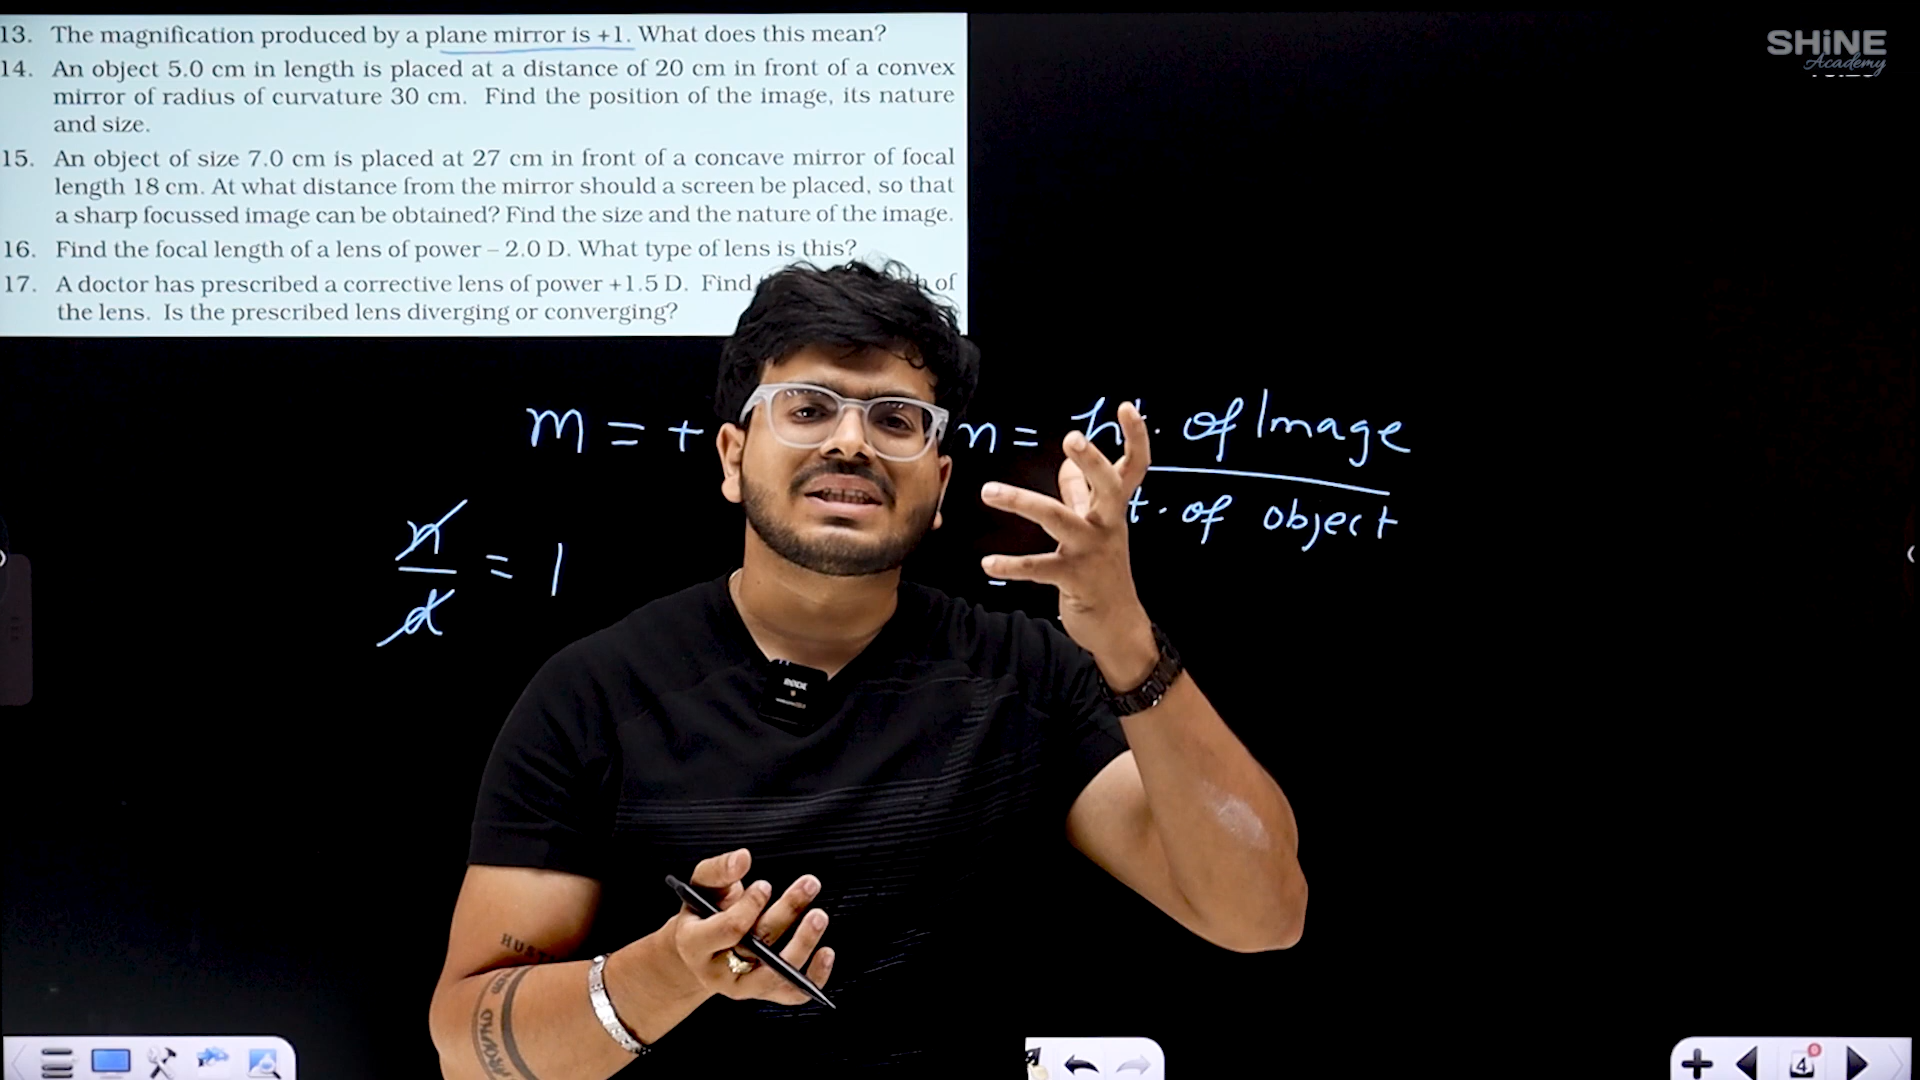 13. The magnification produced by a plane mirror is +1. What does this mean?
14. An object 5.0 cm in length is placed at a distance of 20 cm in front of a convex
mirror of radius of curvature 30 cm. Find the position of the image, its nature
and size.
15. An object of size 7.0 cm is placed at 27 cm in front of a concave mirror of focal
length 18 cm. At what distance from the mirror should a screen be placed, so that
a sharp focussed image can be obtained? Find the size and the nature of the image.
16. Find the focal length of a lens of power – 2.0 D. What type of lens is this?
17. A doctor has prescribed a corrective lens of power +1.5 D. Find of
the lens. Is the prescribed lens diverging or converging?
SHiNE
Academy
m = +
= ht. of Image
t. of object
n
d
= 1
RODE
HUST
AROUND
4